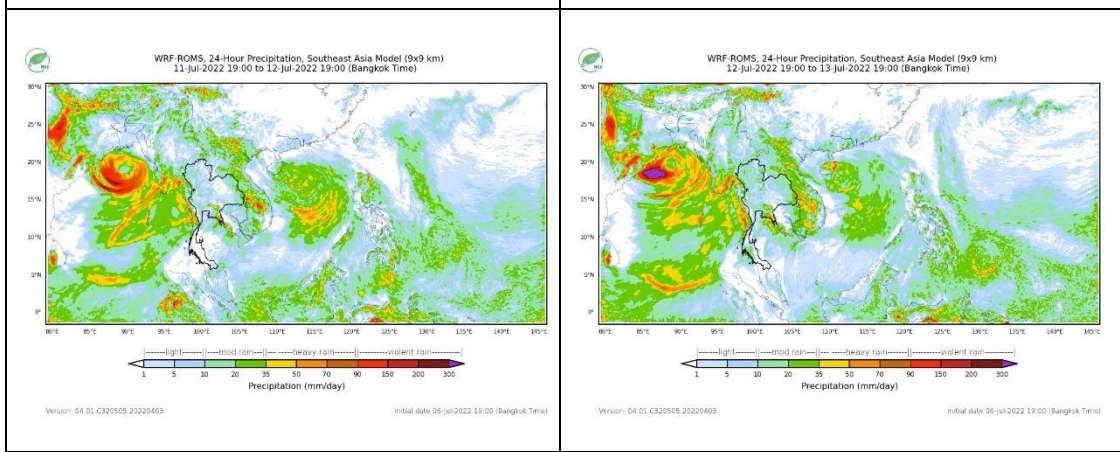 WRF-ROMS, 24-Hour Precipitation, Southeast Asia Model (9x9 km)
11-Jul-2022 19:00 to 12-Jul-2022 19:00 (Bangkok Time)
30°N
25°N
20°N
15°N
10°N
5°N
0°
80°E 85°E 90°E 95°E 100°E 105°E 110°E 115°E 120°E 125°E 130°E 135°E 140°E 145°E
|-------light------||----mod rain---||-------heavy rain----||------violent rain-------|
1 5 10 20 35 50 70 90 150 200 300
Precipitation (mm/day)
Version: 04.01.C320505.20220403
initial date 06-Jul-2022 19:00 (Bangkok Time)
WRF-ROMS, 24-Hour Precipitation, Southeast Asia Model (9x9 km)
12-Jul-2022 19:00 to 13-Jul-2022 19:00 (Bangkok Time)
30°N
25°N
20°N
15°N
10°N
5°N
0°
80°E 85°E 90°E 95°E 100°E 105°E 110°E 115°E 120°E 125°E 130°E 135°E 140°E 145°E
|-------light------||----mod rain---||-------heavy rain----||------violent rain-------|
1 5 10 20 35 50 70 90 150 200 300
Precipitation (mm/day)
Version: 04.01.C320505.20220403
initial date 06-Jul-2022 19:00 (Bangkok Time)